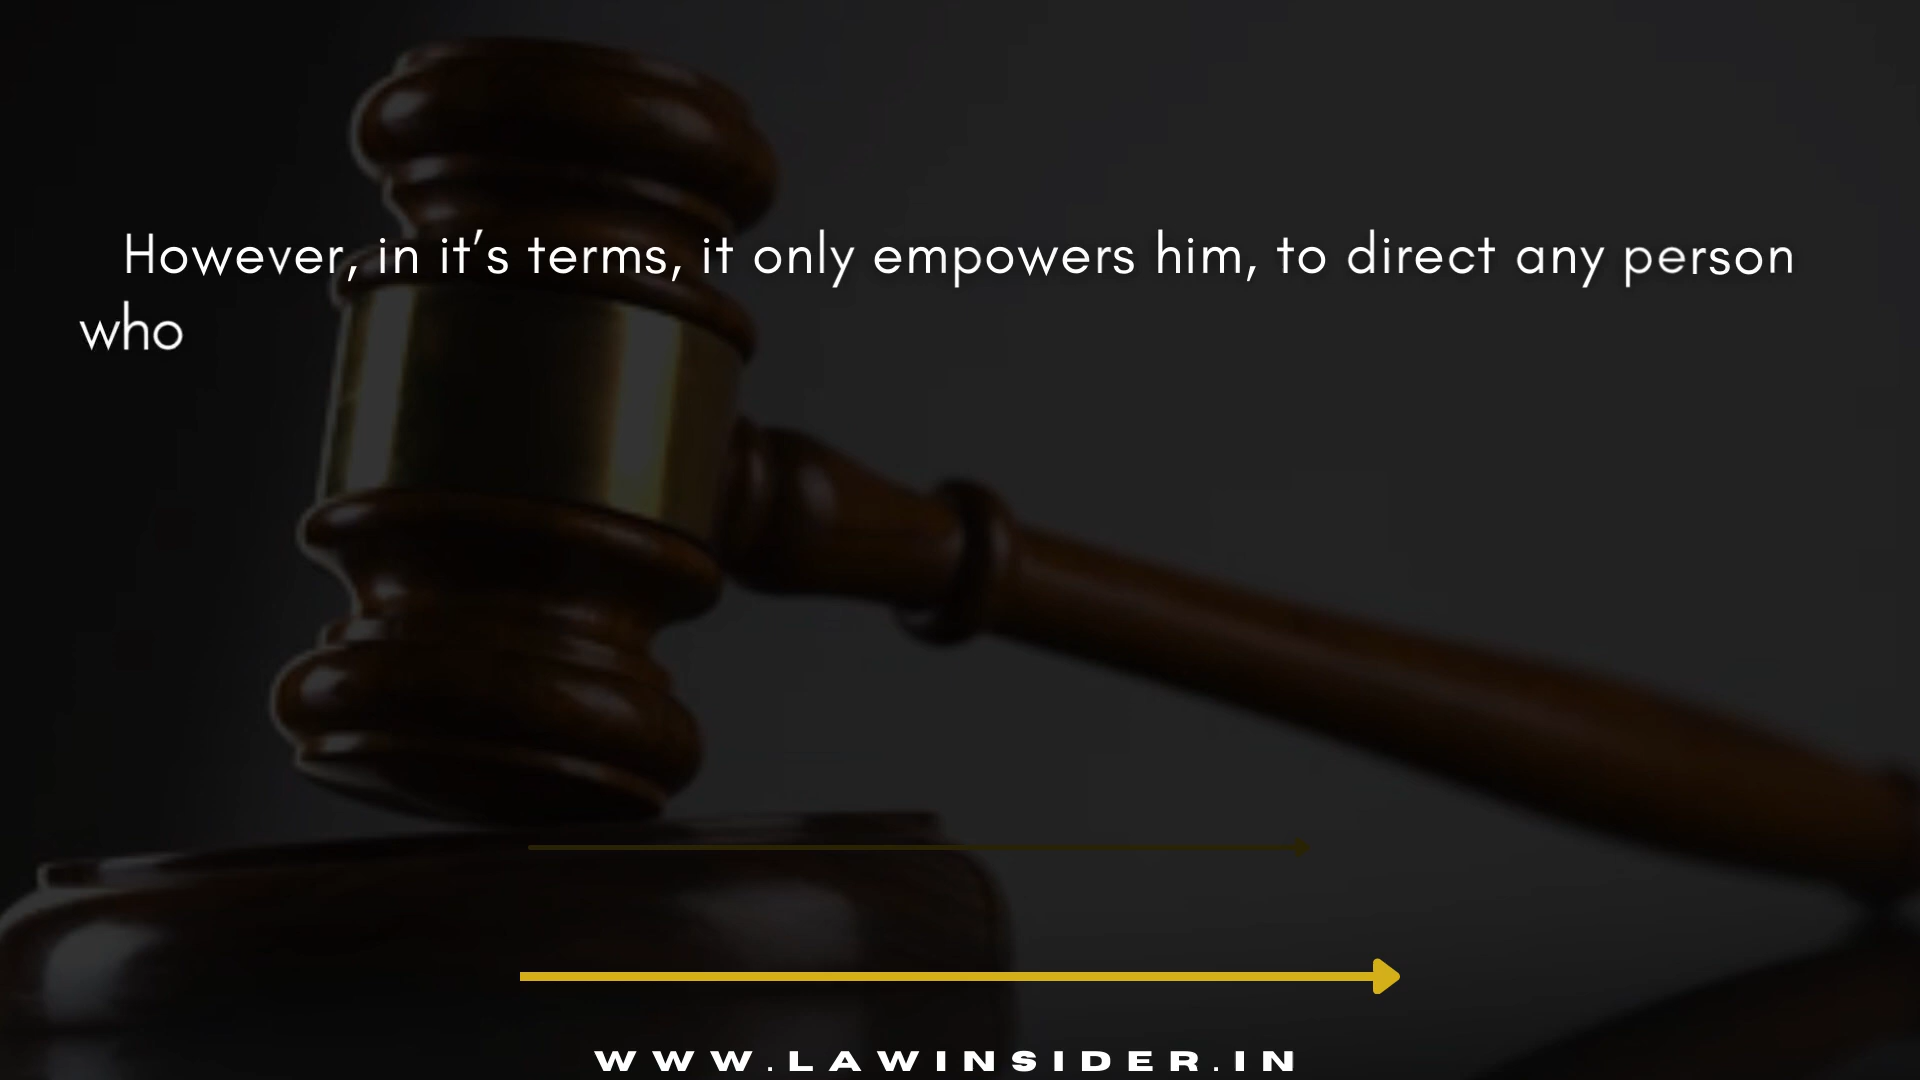 However, in it’s terms, it only empowers him, to direct any person
who
WWW.LAWINSIDER.IN